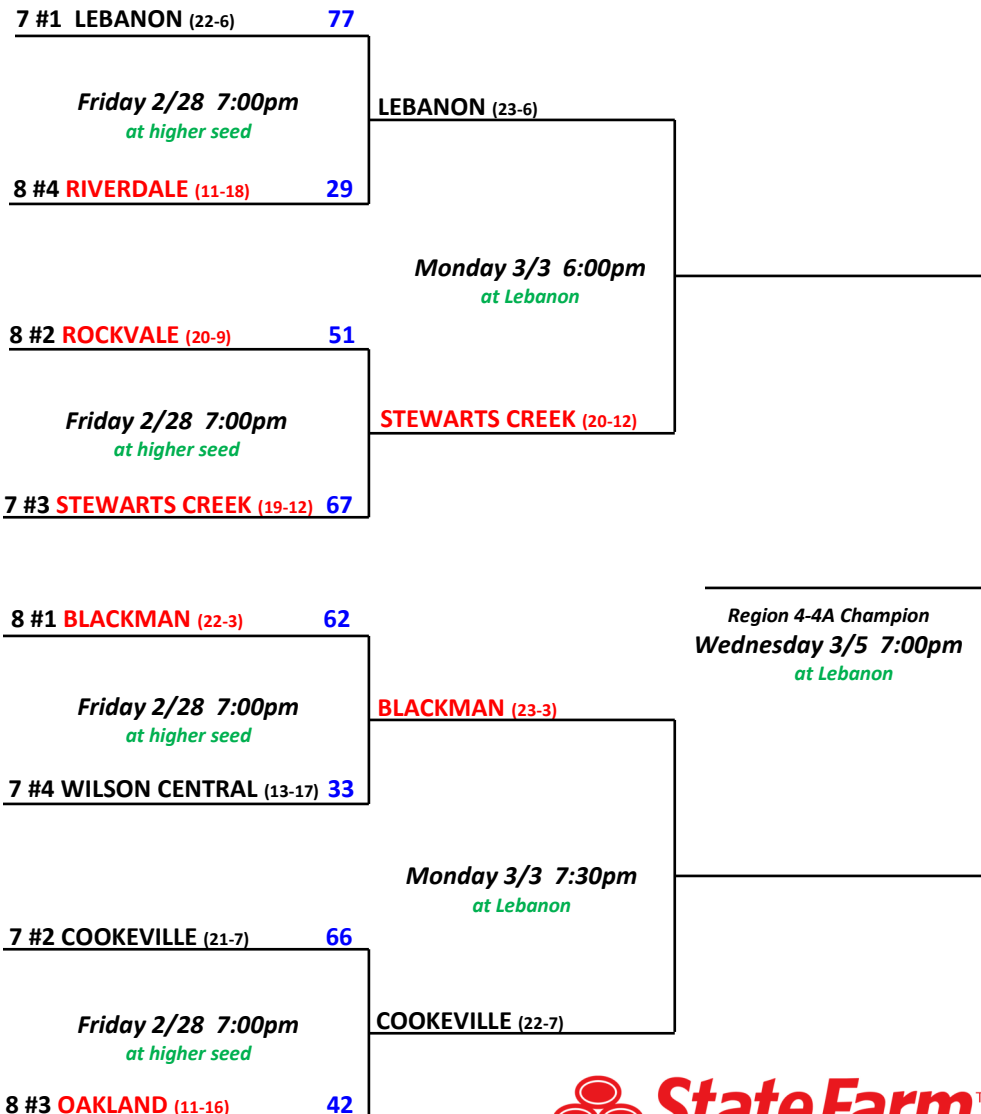 7 #1 LEBANON (22-6) 77
Friday 2/28 7:00pm
at higher seed
LEBANON (23-6)
8 #4 RIVERDALE (11-18) 29
Monday 3/3 6:00pm
at Lebanon
8 #2 ROCKVALE (20-9) 51
Friday 2/28 7:00pm
at higher seed
STEWARTS CREEK (20-12)
7 #3 STEWARTS CREEK (19-12) 67
8 #1 BLACKMAN (22-3) 62
Region 4-4A Champion
Wednesday 3/5 7:00pm
at Lebanon
Friday 2/28 7:00pm
at higher seed
BLACKMAN (23-3)
7 #4 WILSON CENTRAL (13-17) 33
Monday 3/3 7:30pm
at Lebanon
7 #2 COOKEVILLE (21-7) 66
Friday 2/28 7:00pm
at higher seed
COOKEVILLE (22-7)
8 #3 OAKLAND (11-16) 42
State Farm™